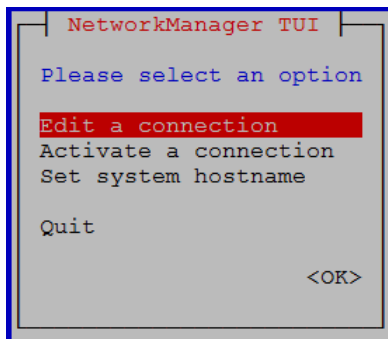 NetworkManager TUI
Please select an option
Edit a connection
Activate a connection
Set system hostname
Quit
<OK>